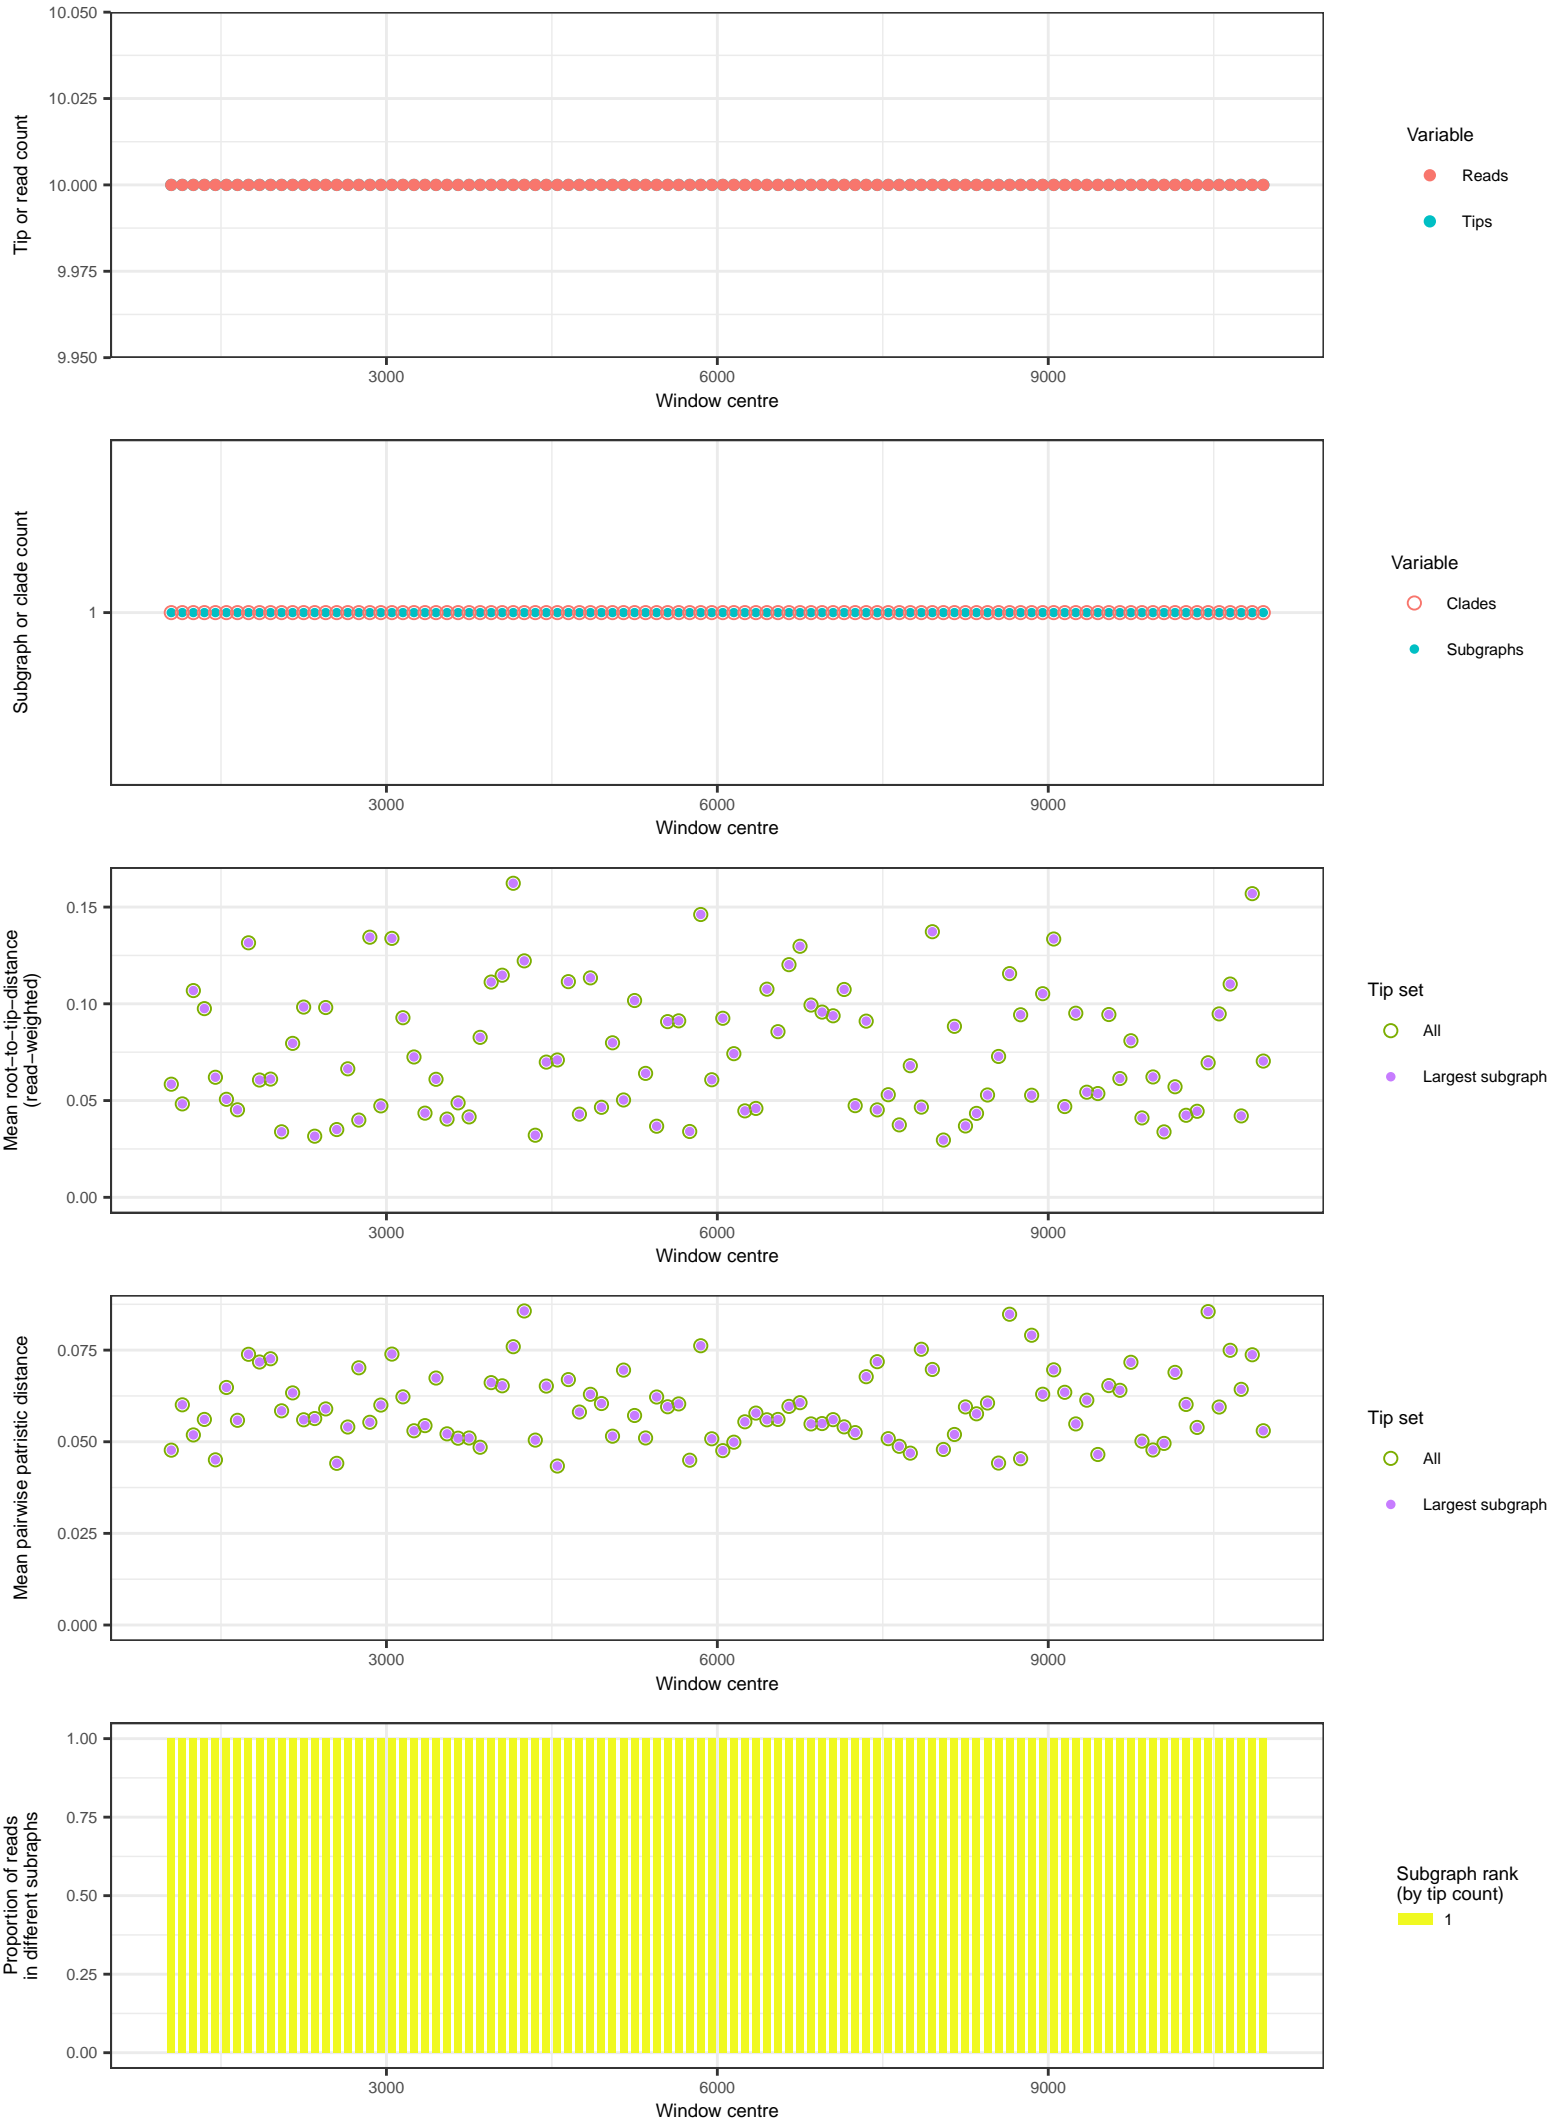 10.050
10.025
10.000
9.975
9.950
Tip or read count
3000
6000
9000
Window centre
Variable
Reads
Tips
1
Subgraph or clade count
3000
6000
9000
Window centre
Variable
Clades
Subgraphs
0.15
0.10
0.05
0.00
Mean root−to−tip−distance
(read−weighted)
3000
6000
9000
Window centre
Tip set
All
Largest subgraph
0.075
0.050
0.025
0.000
Mean pairwise patristic distance
3000
6000
9000
Window centre
Tip set
All
Largest subgraph
1.00
0.75
0.50
0.25
0.00
Proportion of reads
in different subraphs
3000
6000
9000
Window centre
Subgraph rank
(by tip count)
1